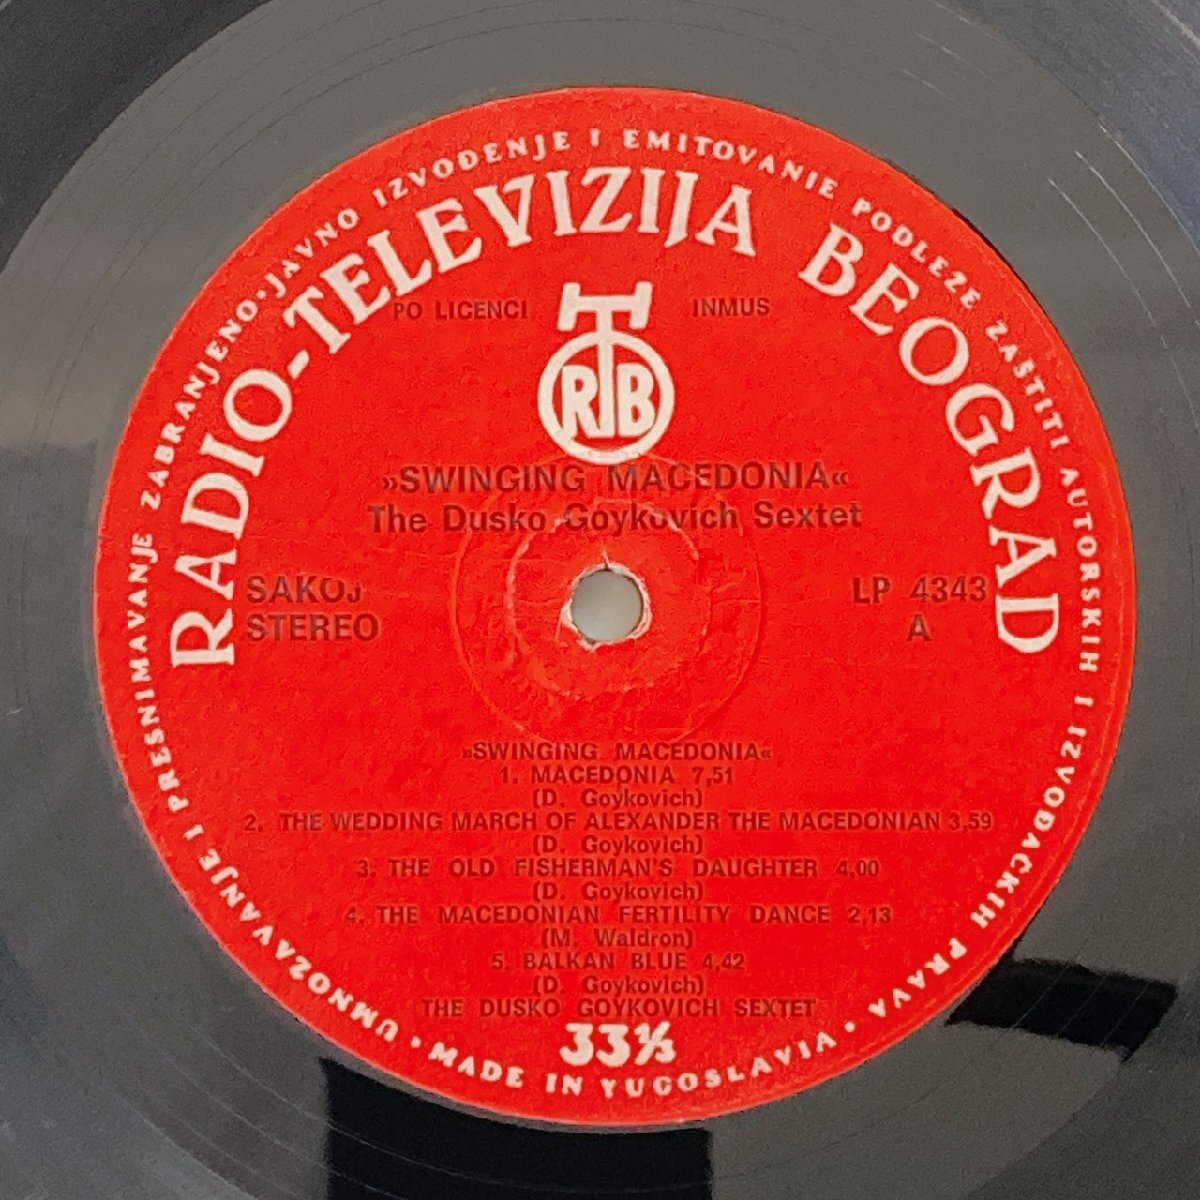 UMNOŽAVANJE I PRESNIMAVANJE ZABRANJENO · JAVNO IZVOĐENJE I EMITOVANJE PODLEŽE ZAŠTITI AUTORSKIH I IZVOĐAČKIH PRAVA · MADE IN YUGOSLAVIA ·
RADIO-TELEVIZIJA BEOGRAD
PO LICENCI INMUS
RTB
»SWINGING MACEDONIA«
The Dusko Goykovich Sextet
SAKOJ LP 4343
STEREO A
»SWINGING MACEDONIA«
1. MACEDONIA 7,51
(D. Goykovich)
2. THE WEDDING MARCH OF ALEXANDER THE MACEDONIAN 3,59
(D. Goykovich)
3. THE OLD FISHERMAN'S DAUGHTER 4,00
(D. Goykovich)
4. THE MACEDONIAN FERTILITY DANCE 2,13
(M. Waldron)
5. BALKAN BLUE 4,42
(D. Goykovich)
THE DUSKO GOYKOVICH SEXTET
33⅓